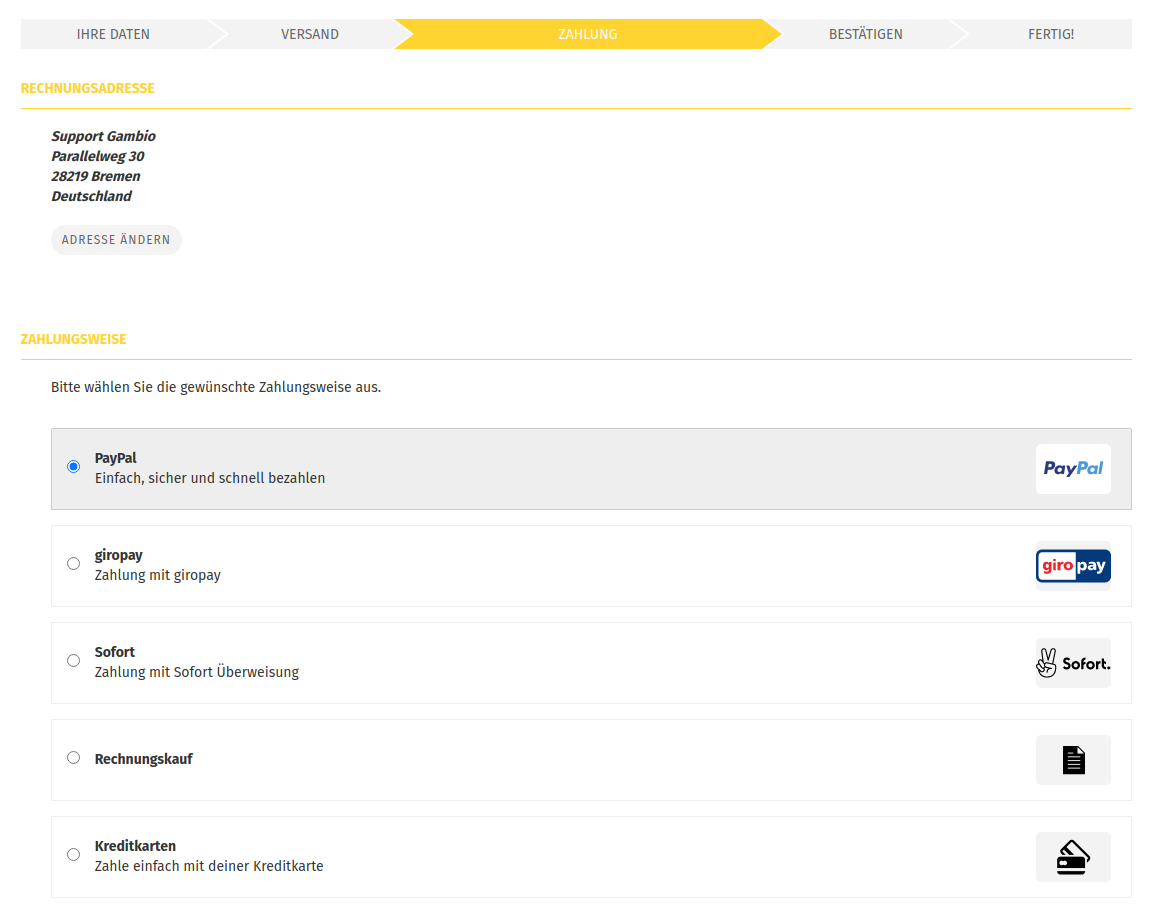 IHRE DATEN
VERSAND
ZAHLUNG
BESTÄTIGEN
FERTIG!
RECHNUNGSADRESSE
Support Gambio
Parallelweg 30
28219 Bremen
Deutschland
ADRESSE ÄNDERN
ZAHLUNGSWEISE
Bitte wählen Sie die gewünschte Zahlungsweise aus.
PayPal
Einfach, sicher und schnell bezahlen
PayPal
giropay
Zahlung mit giropay
giropay
Sofort
Zahlung mit Sofort Überweisung
Sofort.
Rechnungskauf
Kreditkarten
Zahle einfach mit deiner Kreditkarte